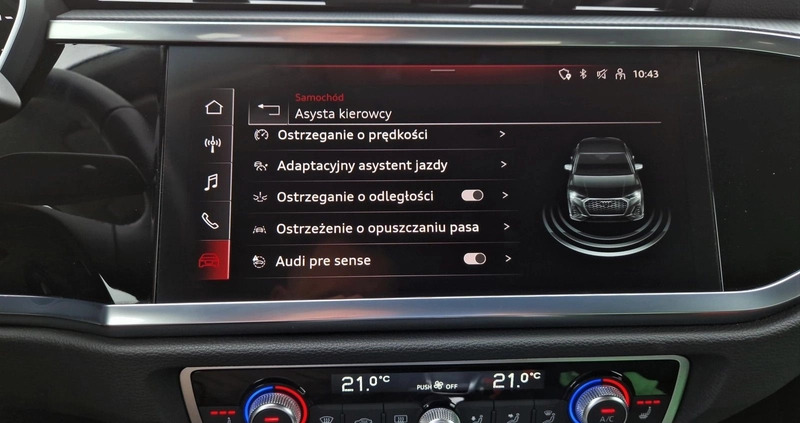 10:43
Samochód
Asysta kierowcy
Ostrzeganie o prędkości
Adaptacyjny asystent jazdy
Ostrzeganie o odległości
Ostrzeżenie o opuszczaniu pasa
Audi pre sense
21.0°C PUSH OFF 21.0°C
A/C